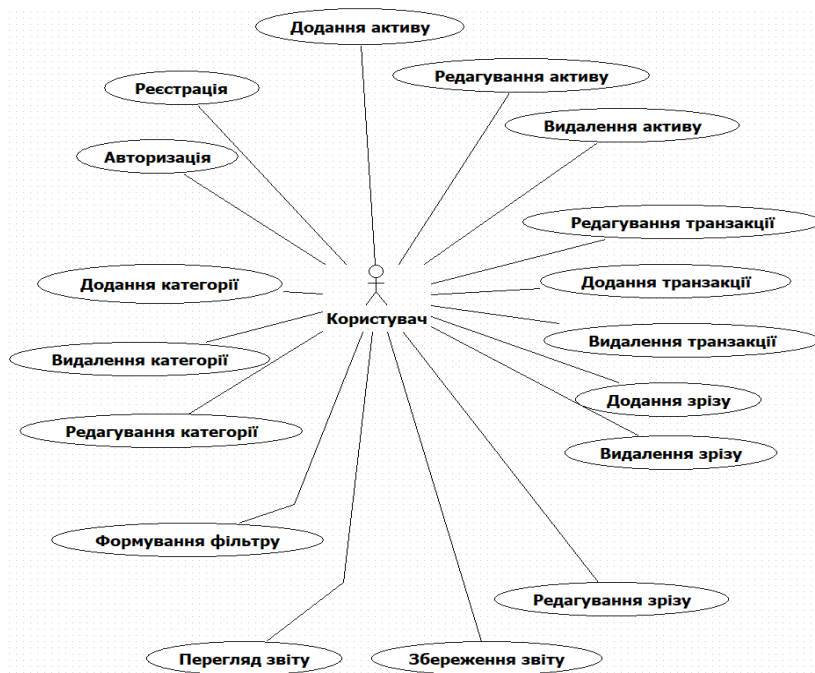 Додання активу
Редагування активу
Реєстрація
Видалення активу
Авторизація
Редагування транзакції
Додання категорії
Додання транзакції
Користувач
Видалення транзакції
Видалення категорії
Додання зрізу
Редагування категорії
Видалення зрізу
Формування фільтру
Редагування зрізу
Перегляд звіту
Збереження звіту